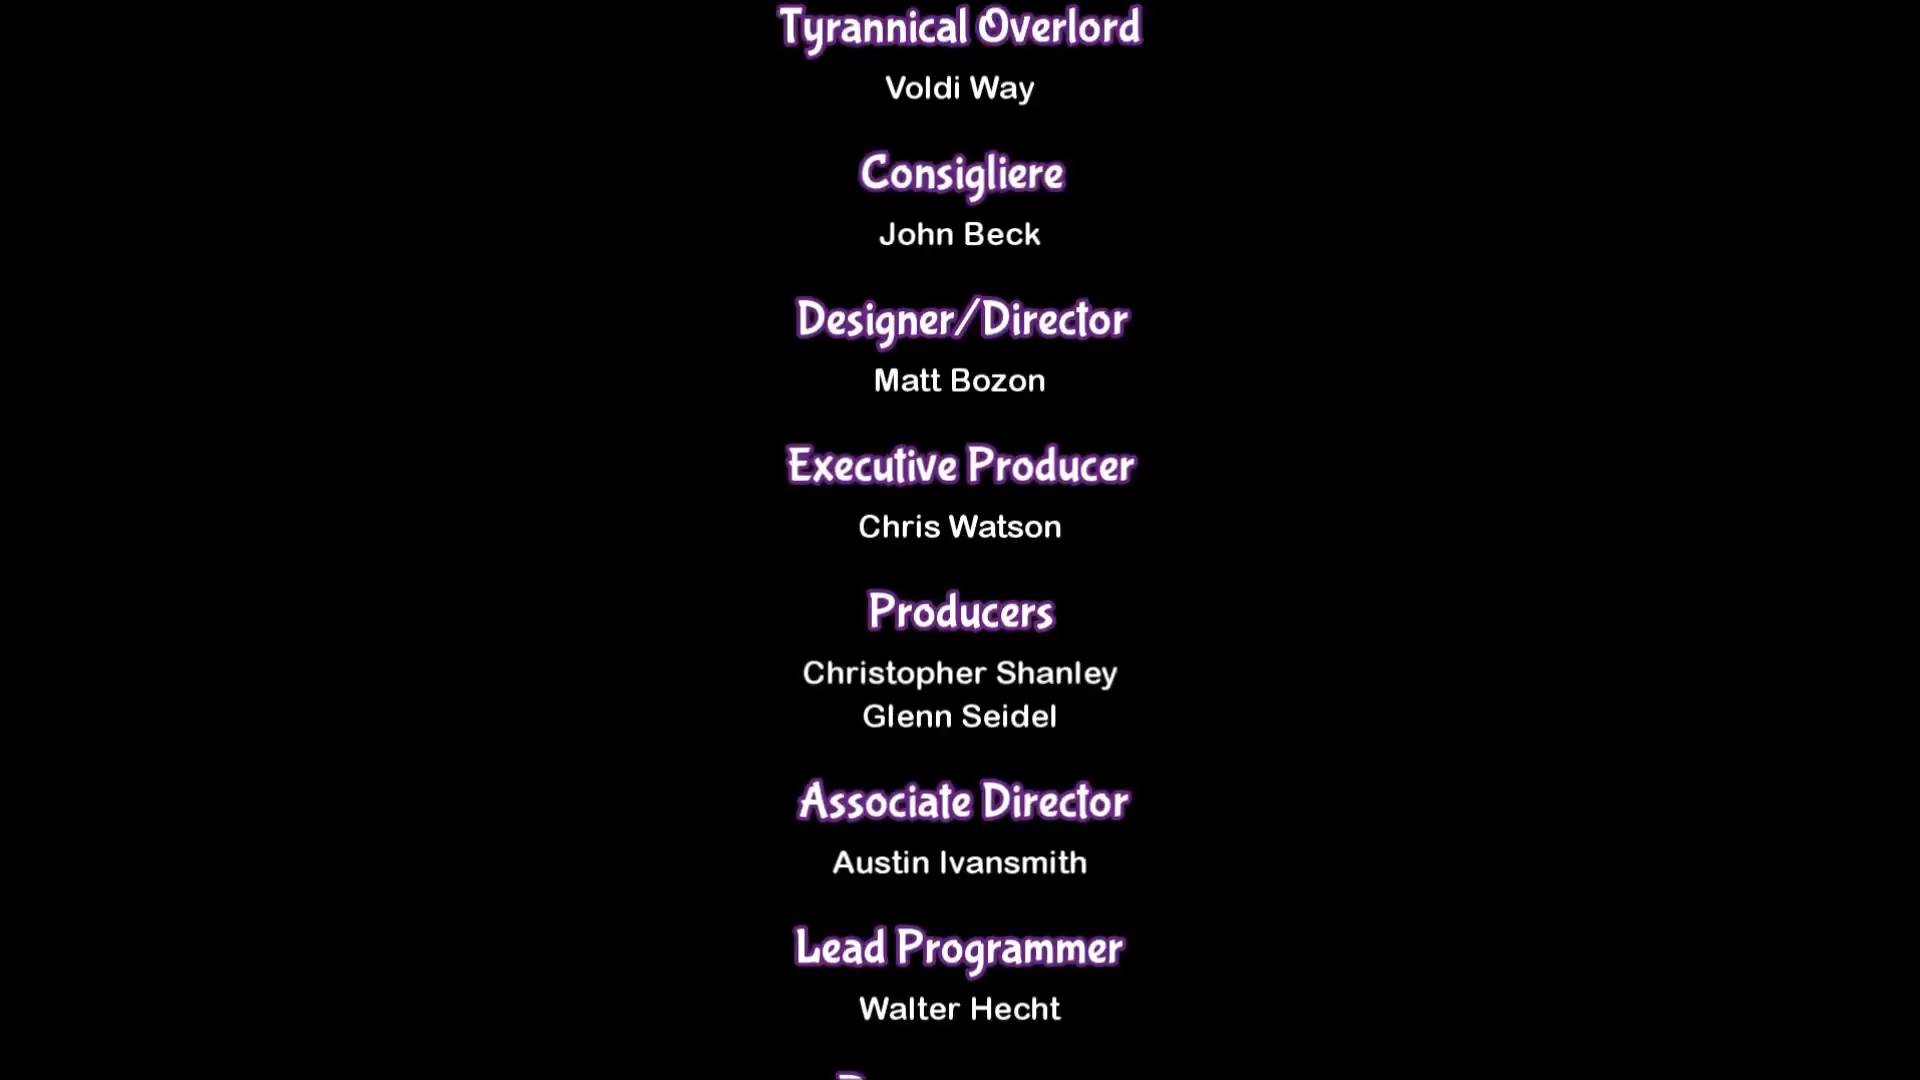 Tyrannical Overlord
Voldi Way
Consigliere
John Beck
Designer/Director
Matt Bozon
Executive Producer
Chris Watson
Producers
Christopher Shanley
Glenn Seidel
Associate Director
Austin Ivansmith
Lead Programmer
Walter Hecht